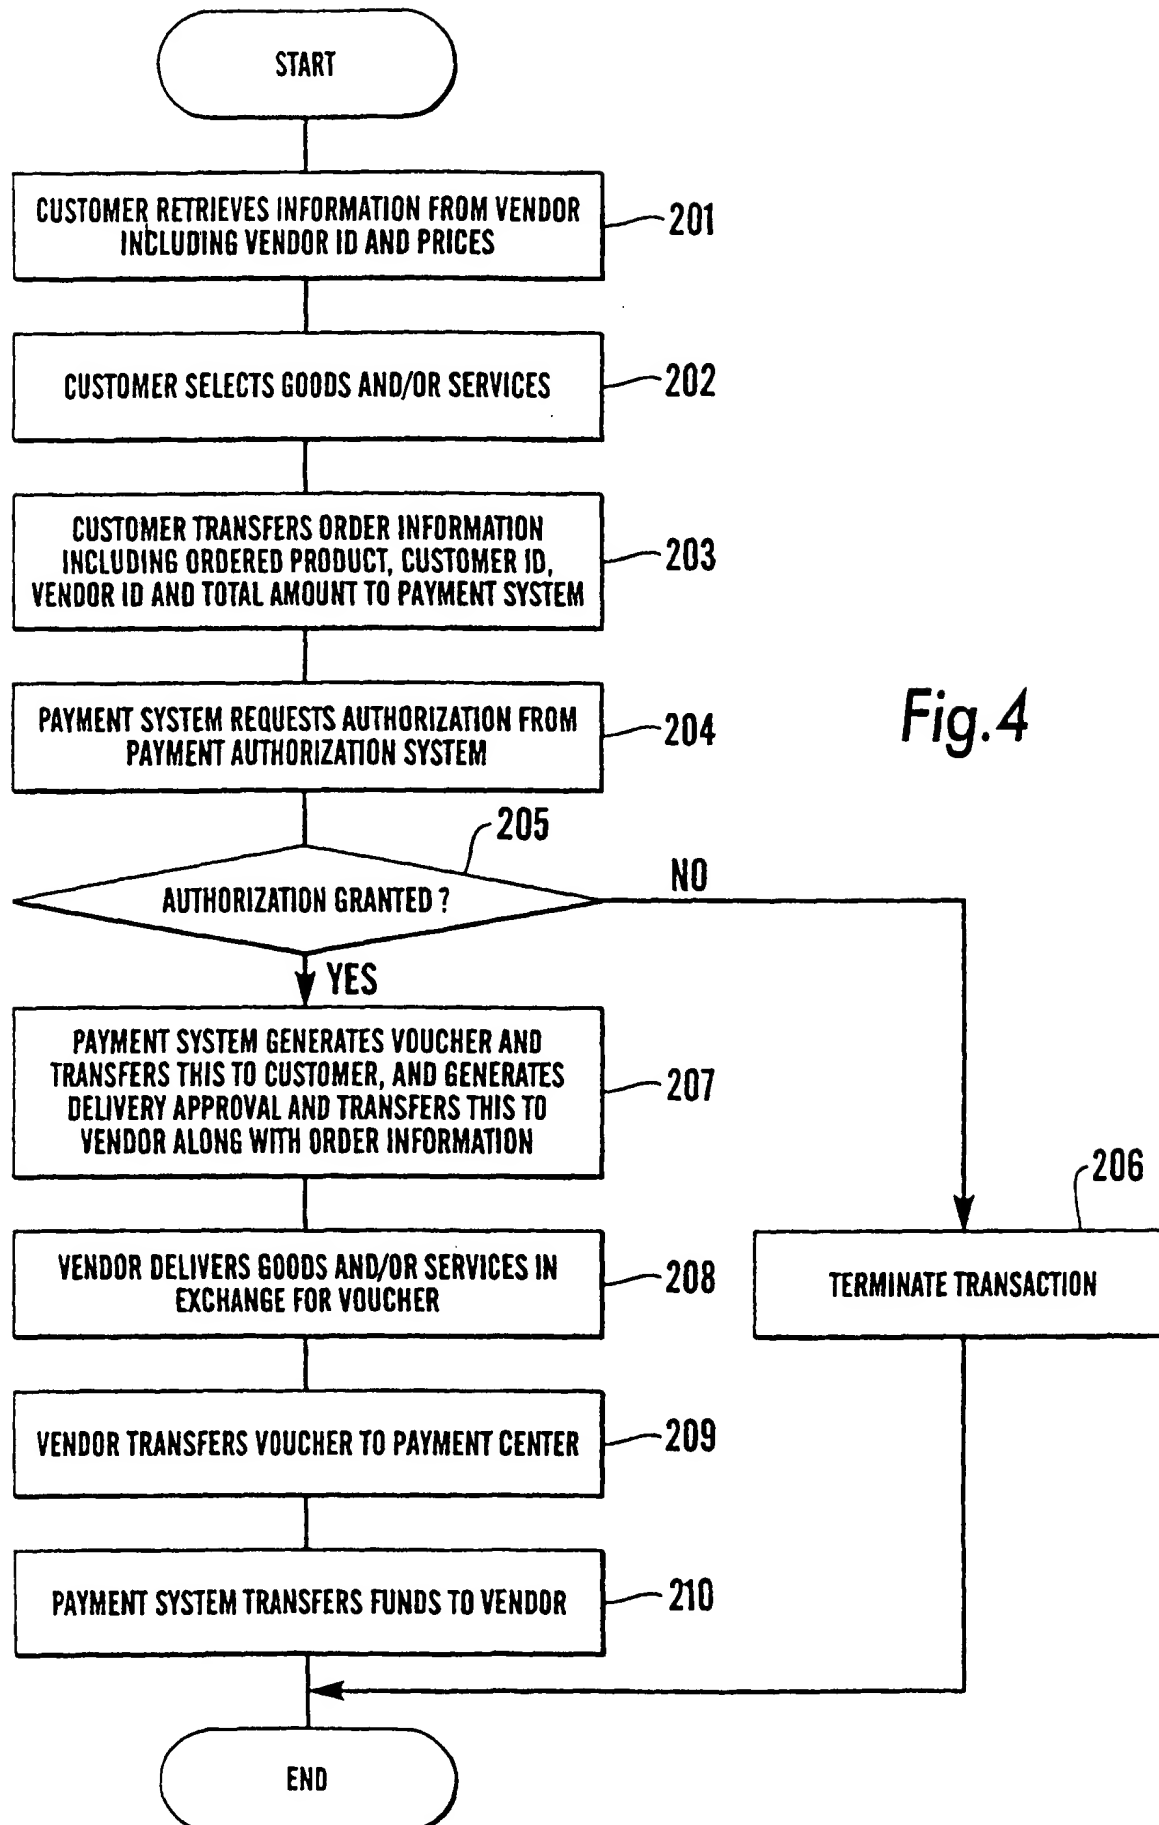 START
CUSTOMER RETRIEVES INFORMATION FROM VENDOR
INCLUDING VENDOR ID AND PRICES
201
CUSTOMER SELECTS GOODS AND/OR SERVICES
202
CUSTOMER TRANSFERS ORDER INFORMATION
INCLUDING ORDERED PRODUCT, CUSTOMER ID,
VENDOR ID AND TOTAL AMOUNT TO PAYMENT SYSTEM
203
PAYMENT SYSTEM REQUESTS AUTHORIZATION FROM
PAYMENT AUTHORIZATION SYSTEM
204
Fig.4
205
AUTHORIZATION GRANTED ?
NO
YES
PAYMENT SYSTEM GENERATES VOUCHER AND
TRANSFERS THIS TO CUSTOMER, AND GENERATES
DELIVERY APPROVAL AND TRANSFERS THIS TO
VENDOR ALONG WITH ORDER INFORMATION
207
206
VENDOR DELIVERS GOODS AND/OR SERVICES IN
EXCHANGE FOR VOUCHER
208
TERMINATE TRANSACTION
VENDOR TRANSFERS VOUCHER TO PAYMENT CENTER
209
PAYMENT SYSTEM TRANSFERS FUNDS TO VENDOR
210
END